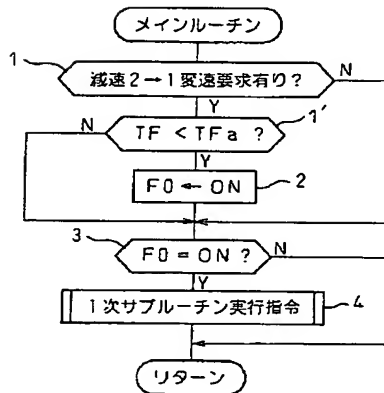 メインルーチン
1
減速2→1変速要求有り?
N
Y
1'
N
TF<TFa ?
Y
F0←ON
2
3
F0=ON ?
N
Y
1次サブルーチン実行指令
4
リターン